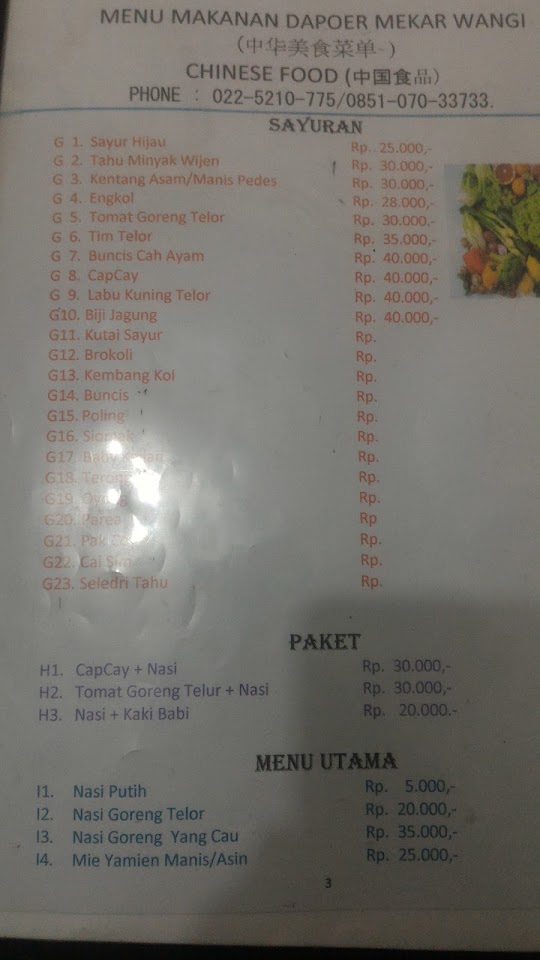 MENU MAKANAN DAPOER MEKAR WANGI
(中华美食菜单-)
CHINESE FOOD (中国食品)
PHONE : 022-5210-775/0851-070-33733.
SAYURAN
G 1. Sayur Hijau Rp.. 25.000,-
G 2. Tahu Minyak Wijen Rp. 30.000,-
G 3. Kentang Asam/Manis Pedes Rp. 30.000,-
G 4. Engkol Rp. 28.000,-
G 5. Tomat Goreng Telor Rp. 30.000,-
G 6. Tim Telor Rp. 35.000,-
G 7. Buncis Cah Ayam Rp. 40.000,-
G 8. CapCay Rp. 40.000,-
G 9. Labu Kuning Telor Rp. 40.000,-
G10. Biji Jagung Rp. 40.000,-
G11. Kutai Sayur Rp.
G12. Brokoli Rp.
G13. Kembang Kol Rp.
G14. Buncis Rp.
G15. Poling Rp.
G16. Siomak Rp.
G17. Baby Rp.
G18. Terong Rp.
G19. Rp.
G20. Parea Rp
G21. Pak Rp.
G22. Cai Sim Rp.
G23. Seledri Tahu Rp.
PAKET
H1. CapCay + Nasi Rp. 30.000,-
H2. Tomat Goreng Telur + Nasi Rp. 30.000,-
H3. Nasi + Kaki Babi Rp. 20.000.-
MENU UTAMA
I1. Nasi Putih Rp. 5.000,-
I2. Nasi Goreng Telor Rp. 20.000,-
I3. Nasi Goreng Yang Cau Rp. 35.000,-
I4. Mie Yamien Manis/Asin Rp. 25.000,-
3